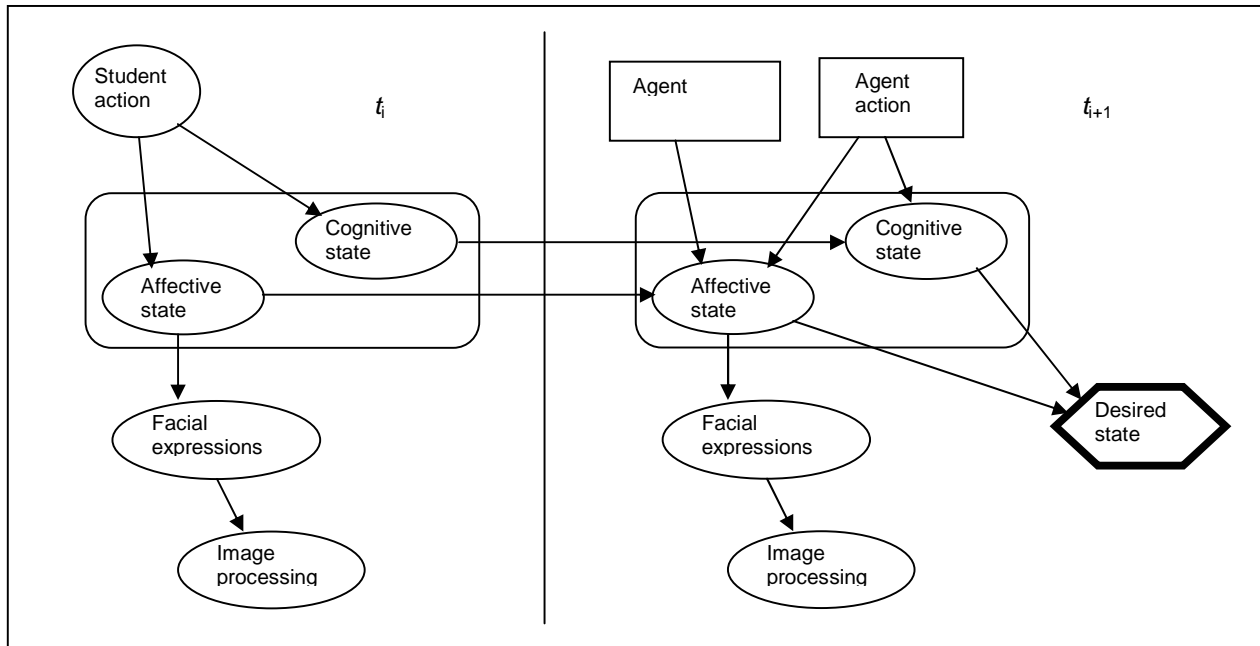 Student
action
t_i
Cognitive
state
Affective
state
Facial
expressions
Image
processing
Agent
Agent
action
t_{i+1}
Cognitive
state
Affective
state
Facial
expressions
Desired
state
Image
processing